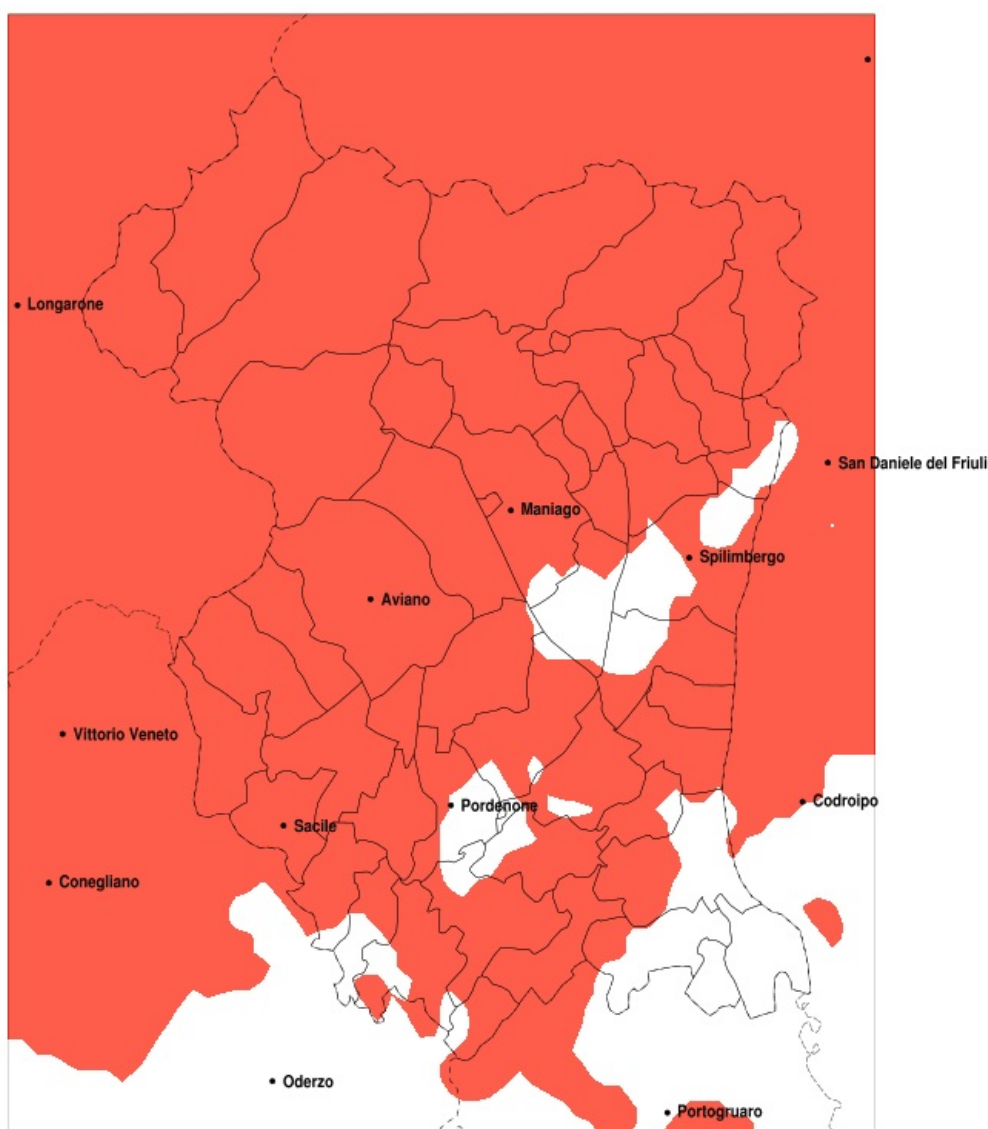 Longarone
San Daniele del Friuli
Maniago
Spilimbergo
Aviano
Vittorio Veneto
Pordenone
Codroipo
Sacile
Conegliano
Oderzo
Portogruaro